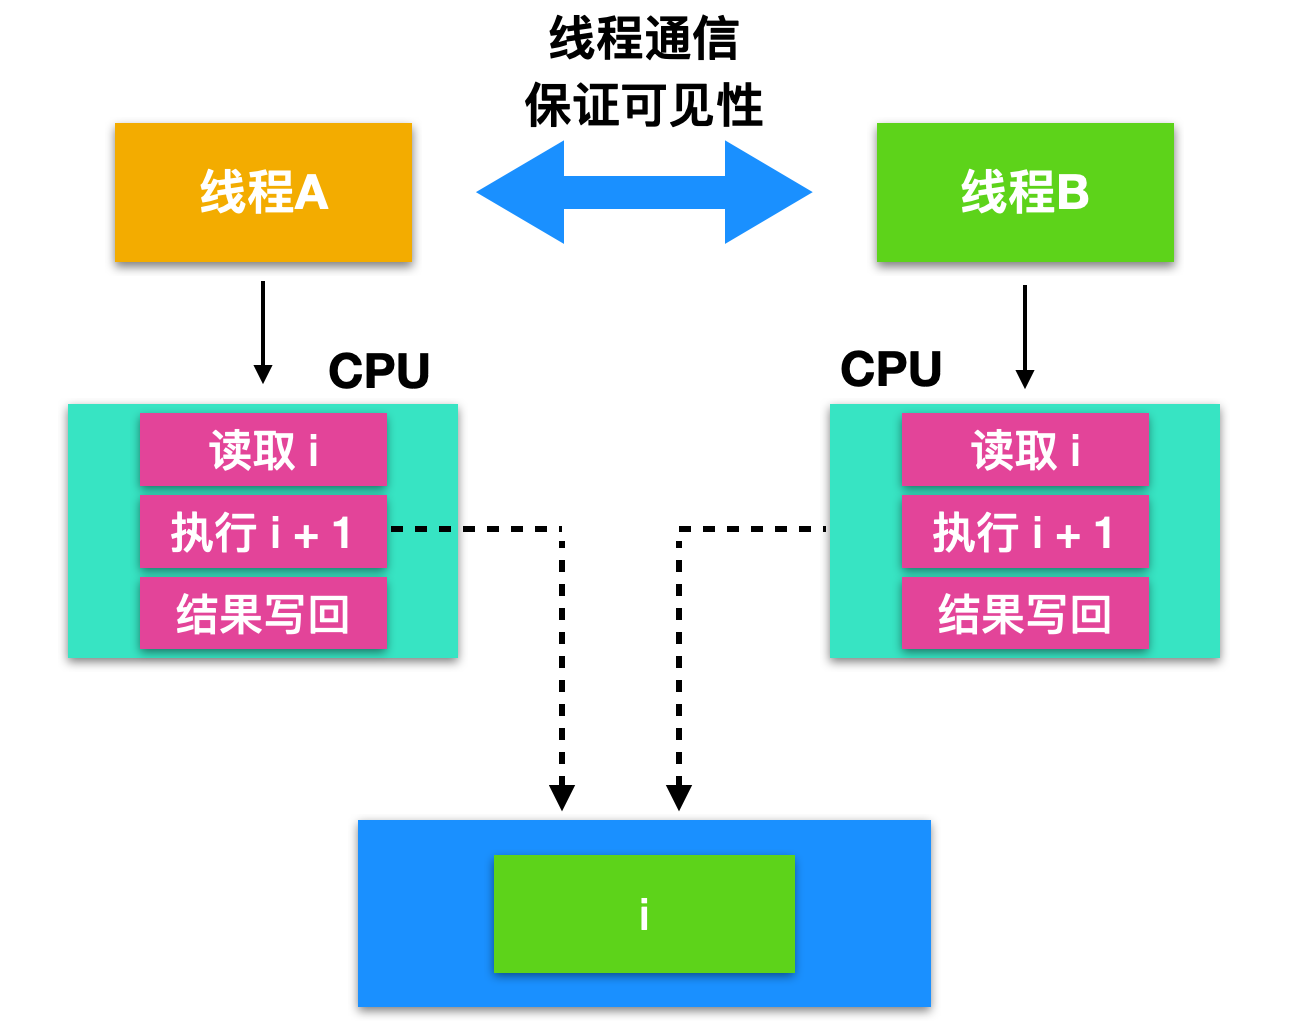 线程通信
保证可见性
线程A
线程B
CPU
CPU
读取 i
执行 i + 1
结果写回
读取 i
执行 i + 1
结果写回
i